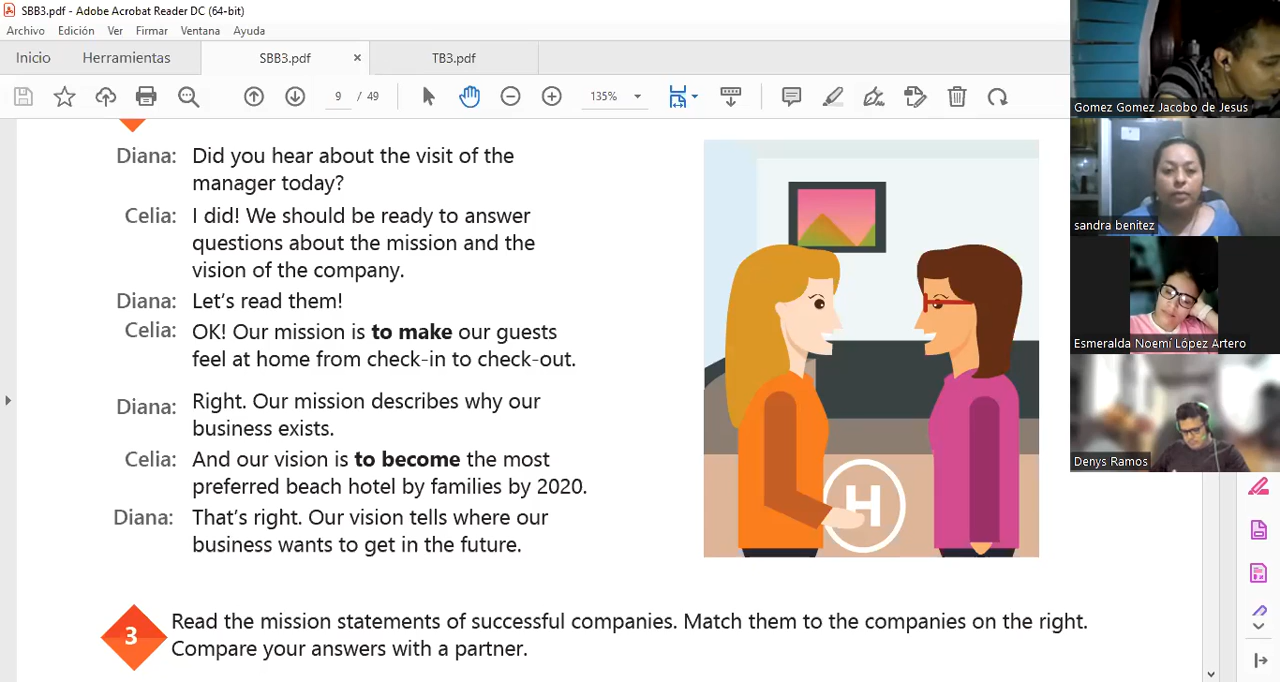 SBB3.pdf - Adobe Acrobat Reader DC (64-bit)
Archivo Edición Ver Firmar Ventana Ayuda
Inicio Herramientas SBB3.pdf × TB3.pdf
9 / 49 135%
Diana: Did you hear about the visit of the
manager today?
Celia: I did! We should be ready to answer
questions about the mission and the
vision of the company.
Diana: Let's read them!
Celia: OK! Our mission is to make our guests
feel at home from check-in to check-out.
Diana: Right. Our mission describes why our
business exists.
Celia: And our vision is to become the most
preferred beach hotel by families by 2020.
Diana: That's right. Our vision tells where our
business wants to get in the future.
H
3 Read the mission statements of successful companies. Match them to the companies on the right.
Compare your answers with a partner.
Gomez Gomez Jacobo de Jesus
sandra benitez
Esmeralda Noemí López Artero
Denys Ramos